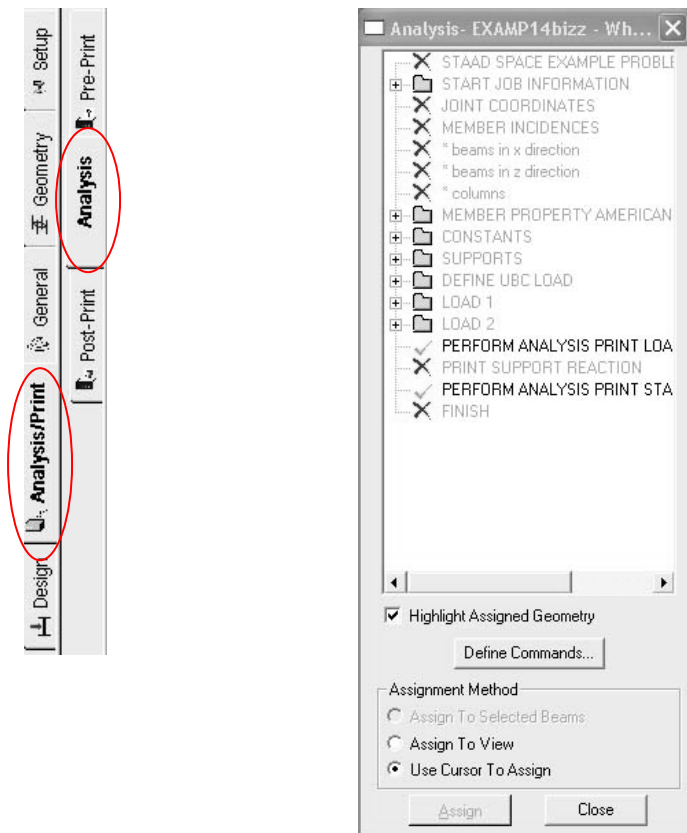 Setup
Geometry
General
Analysis/Print
Design
Pre-Print
Analysis
Post-Print
Analysis- EXAMP14bizz - Wh...
STAAD SPACE EXAMPLE PROBLE
START JOB INFORMATION
JOINT COORDINATES
MEMBER INCIDENCES
* beams in x direction
* beams in z direction
* columns
MEMBER PROPERTY AMERICAN
CONSTANTS
SUPPORTS
DEFINE UBC LOAD
LOAD 1
LOAD 2
PERFORM ANALYSIS PRINT LOA
PRINT SUPPORT REACTION
PERFORM ANALYSIS PRINT STA
FINISH
Highlight Assigned Geometry
Define Commands...
Assignment Method
Assign To Selected Beams
Assign To View
Use Cursor To Assign
Assign Close